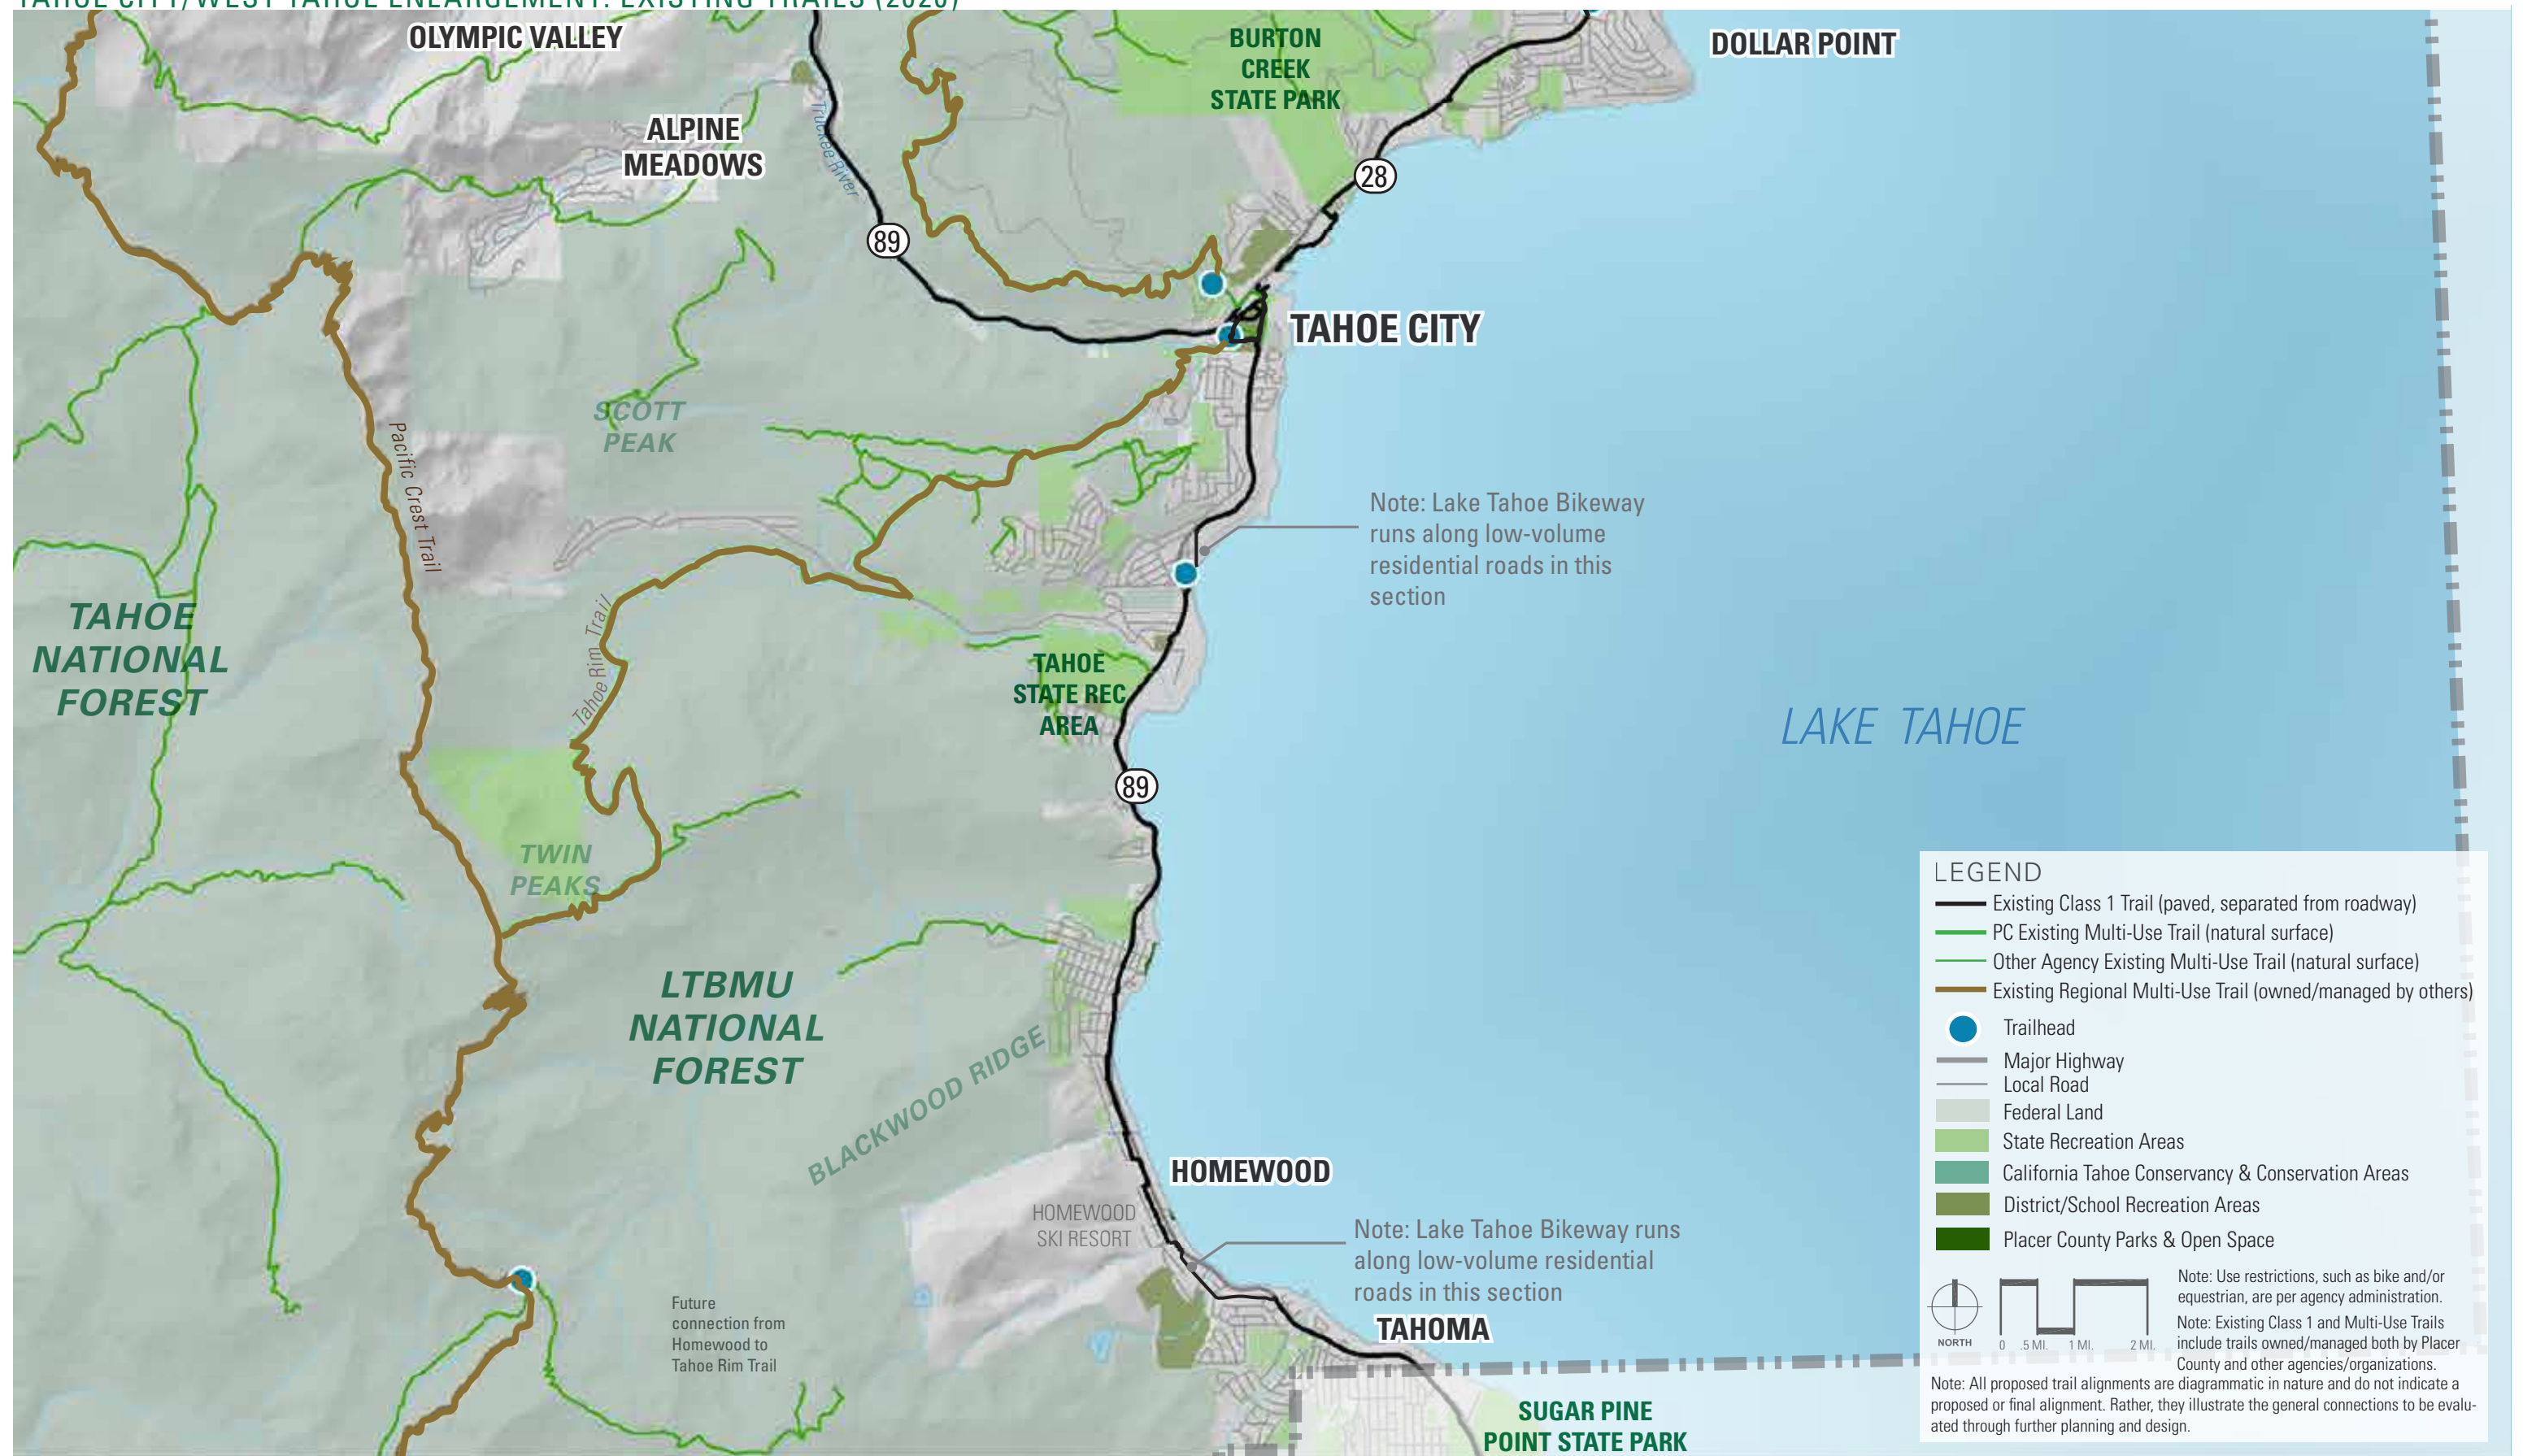 TAHOE CITY/WEST TAHOE ENLARGEMENT: EXISTING TRAILS (2020)
OLYMPIC VALLEY
BURTON
CREEK
STATE PARK
DOLLAR POINT
ALPINE
MEADOWS
Truckee River
28
89
TAHOE CITY
SCOTT
PEAK
Pacific Crest Trail
Note: Lake Tahoe Bikeway
runs along low-volume
residential roads in this
section
TAHOE
NATIONAL
FOREST
Tahoe Rim Trail
TAHOE
STATE REC
AREA
LAKE TAHOE
89
TWIN
PEAKS
LTBMU
NATIONAL
FOREST
BLACKWOOD RIDGE
HOMEWOOD
HOMEWOOD
SKI RESORT
Note: Lake Tahoe Bikeway runs
along low-volume residential
roads in this section
Future
connection from
Homewood to
Tahoe Rim Trail
TAHOMA
SUGAR PINE
POINT STATE PARK
LEGEND
Existing Class 1 Trail (paved, separated from roadway)
PC Existing Multi-Use Trail (natural surface)
Other Agency Existing Multi-Use Trail (natural surface)
Existing Regional Multi-Use Trail (owned/managed by others)
Trailhead
Major Highway
Local Road
Federal Land
State Recreation Areas
California Tahoe Conservancy & Conservation Areas
District/School Recreation Areas
Placer County Parks & Open Space
NORTH
0 .5 MI. 1 MI. 2 MI.
Note: Use restrictions, such as bike and/or
equestrian, are per agency administration.
Note: Existing Class 1 and Multi-Use Trails
include trails owned/managed both by Placer
County and other agencies/organizations.
Note: All proposed trail alignments are diagrammatic in nature and do not indicate a
proposed or final alignment. Rather, they illustrate the general connections to be evalu-
ated through further planning and design.